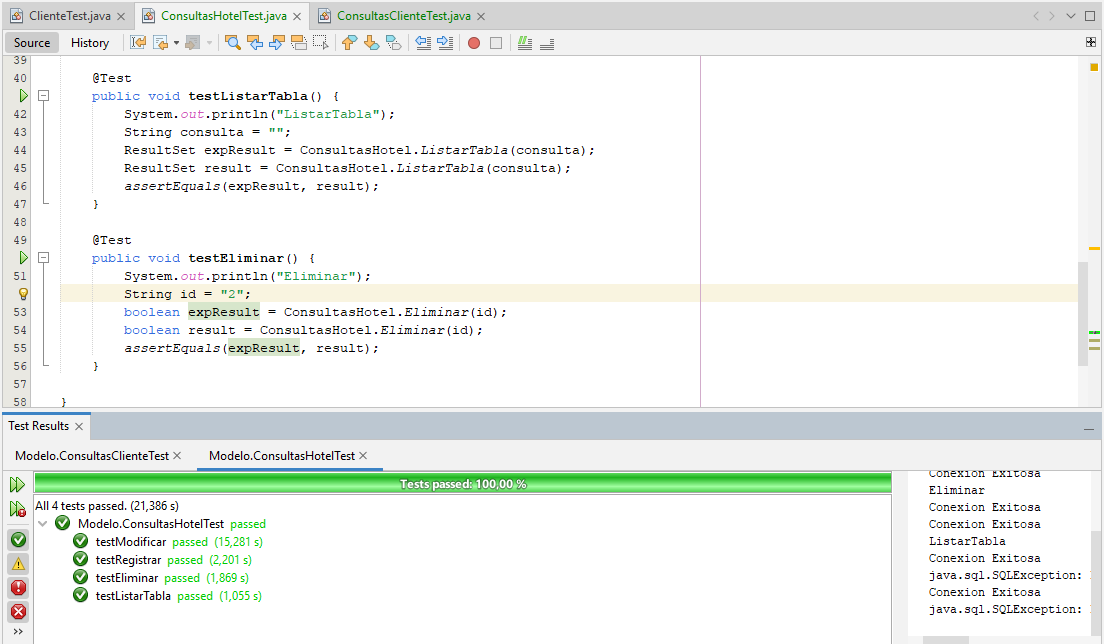 ClienteTest.java
ConsultasHotelTest.java
ConsultasClienteTest.java
Source
History
39
40 @Test
public void testListarTabla() {
42 System.out.println("ListarTabla");
43 String consulta = "";
44 ResultSet expResult = ConsultasHotel.ListarTabla(consulta);
45 ResultSet result = ConsultasHotel.ListarTabla(consulta);
46 assertEquals(expResult, result);
47 }
48
49 @Test
public void testEliminar() {
51 System.out.println("Eliminar");
String id = "2";
53 boolean expResult = ConsultasHotel.Eliminar(id);
54 boolean result = ConsultasHotel.Eliminar(id);
55 assertEquals(expResult, result);
56 }
57
58 }
Test Results
Modelo.ConsultasClienteTest
Modelo.ConsultasHotelTest
Tests passed: 100,00 %
All 4 tests passed. (21,386 s)
Modelo.ConsultasHotelTest passed
testModificar passed (15,281 s)
testRegistrar passed (2,201 s)
testEliminar passed (1,869 s)
testListarTabla passed (1,055 s)
Conexion Exitosa
Eliminar
Conexion Exitosa
Conexion Exitosa
ListarTabla
Conexion Exitosa
java.sql.SQLException:
Conexion Exitosa
java.sql.SQLException: